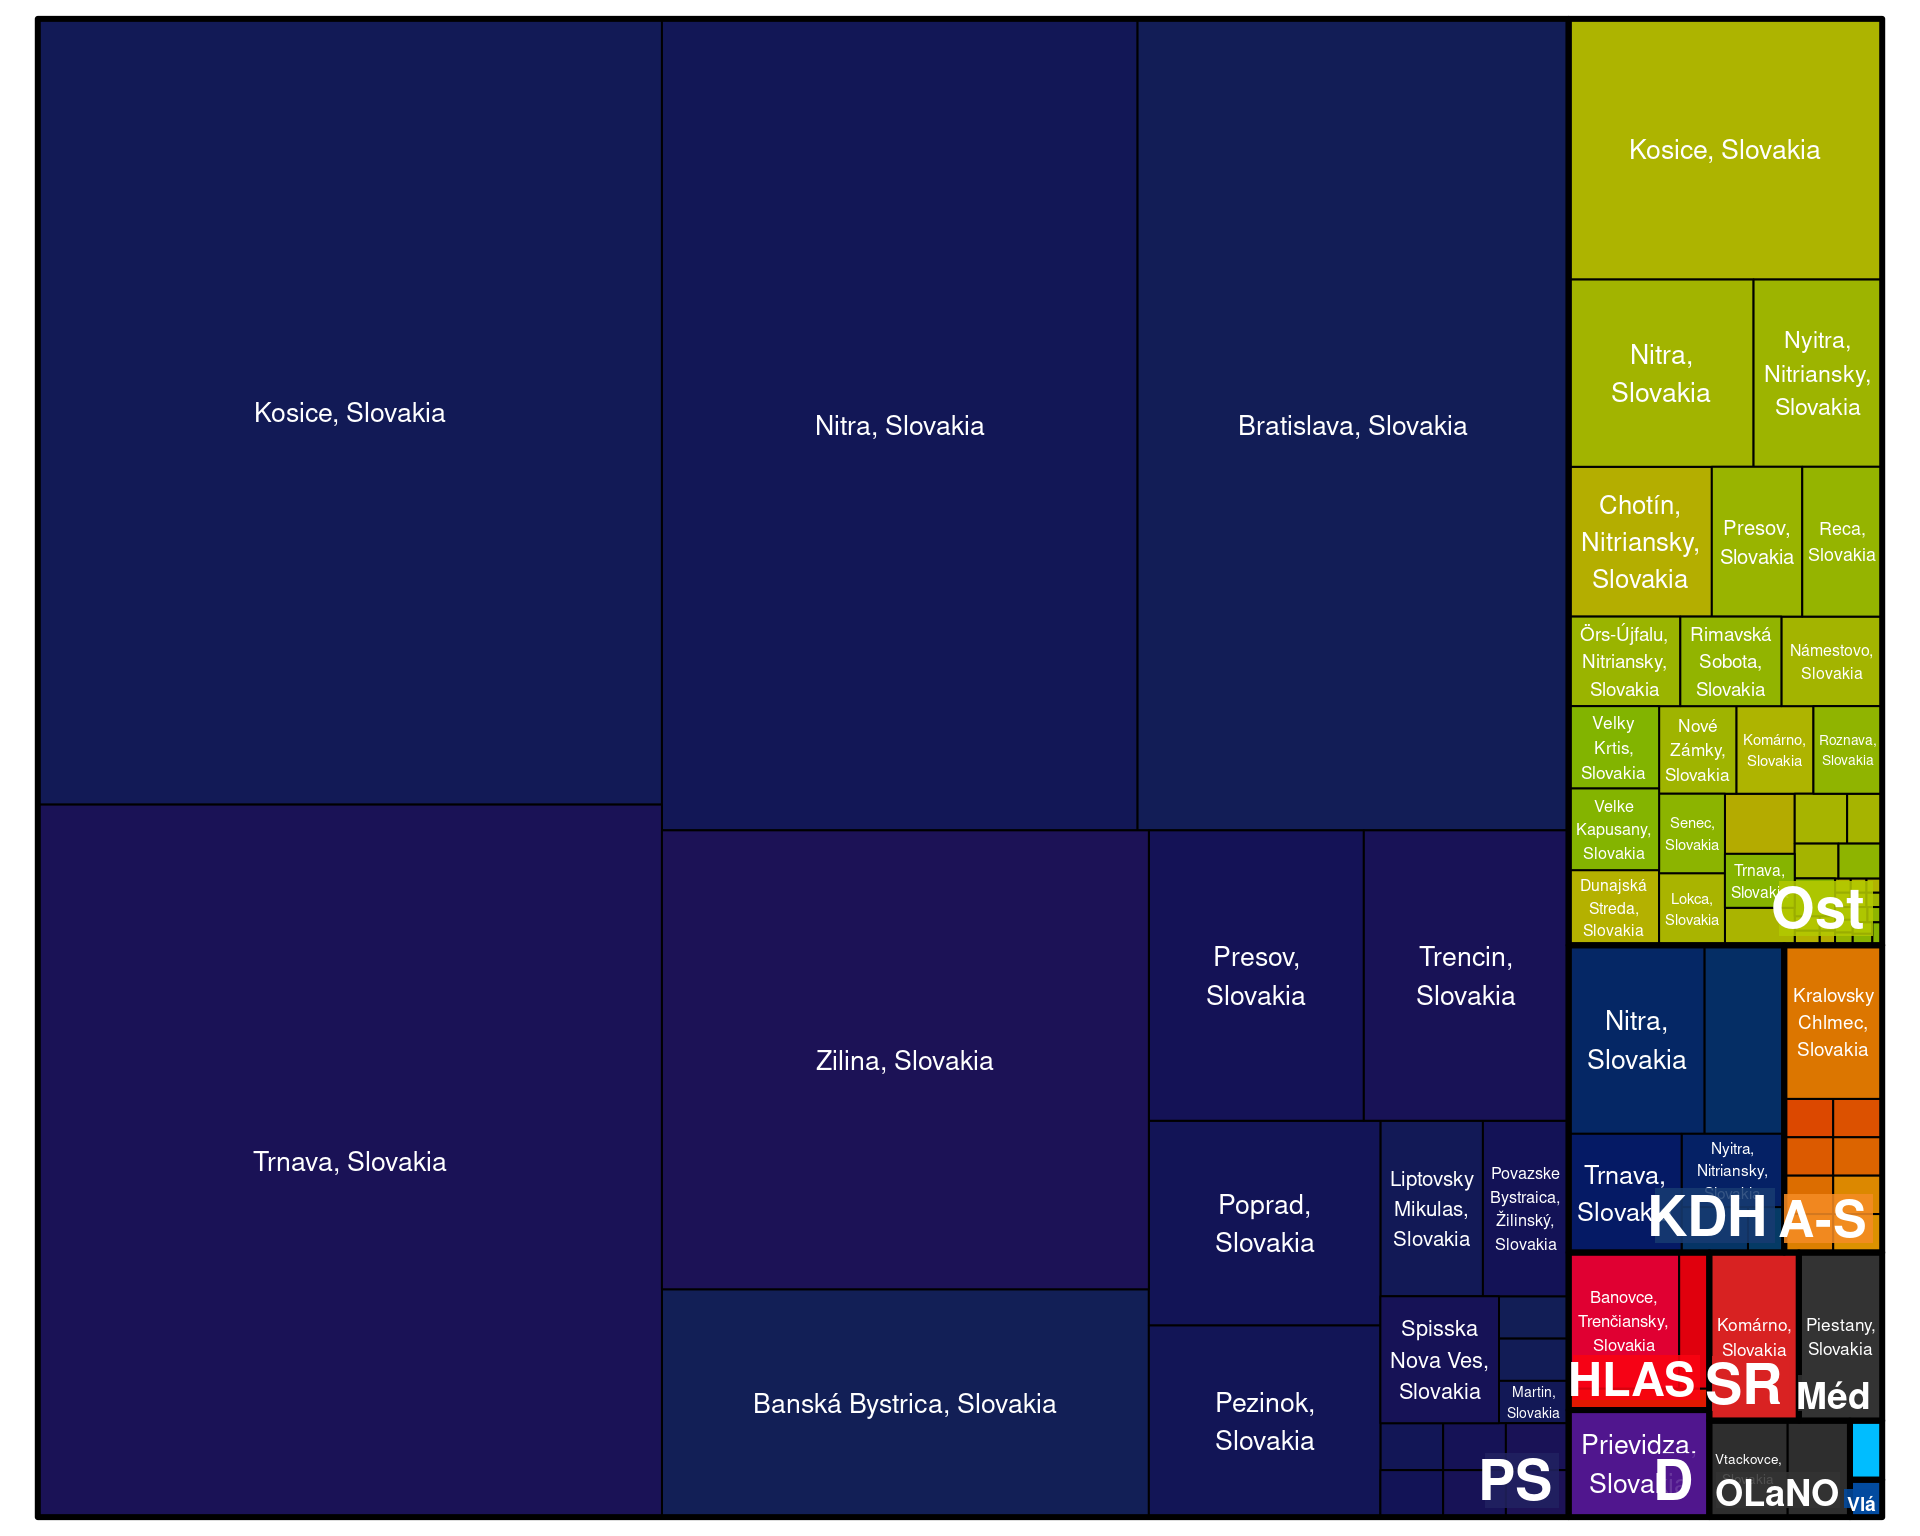 Kosice, Slovakia
Nitra, Slovakia
Bratislava, Slovakia
Trnava, Slovakia
Zilina, Slovakia
Banská Bystrica, Slovakia
Presov,
Slovakia
Trencin,
Slovakia
Poprad,
Slovakia
Pezinok,
Slovakia
Liptovsky
Mikulas,
Slovakia
Povazske
Bystraica,
Žilinský,
Slovakia
Spisska
Nova Ves,
Slovakia
Martin,
Slovakia
PS
Kosice, Slovakia
Nitra,
Slovakia
Nyitra,
Nitriansky,
Slovakia
Chotín,
Nitriansky,
Slovakia
Presov,
Slovakia
Reca,
Slovakia
Örs-Újfalu,
Nitriansky,
Slovakia
Rimavská
Sobota,
Slovakia
Námestovo,
Slovakia
Velky
Krtis,
Slovakia
Nové
Zámky,
Slovakia
Komárno,
Slovakia
Roznava,
Slovakia
Velke
Kapusany,
Slovakia
Senec,
Slovakia
Trnava,
Slovakia
Dunajská
Streda,
Slovakia
Lokca,
Slovakia
Ost
Nitra,
Slovakia
Trnava,
Slovakia
Nyitra,
Nitriansky,
Slovakia
KDH
Kralovsky
Chlmec,
Slovakia
A-S
Banovce,
Trenčiansky,
Slovakia
HLAS
Komárno,
Slovakia
SR
Piestany,
Slovakia
Méd
Prievidza,
Slovakia
D
Vtackovce,
Slovakia
OLaNO
Vlá